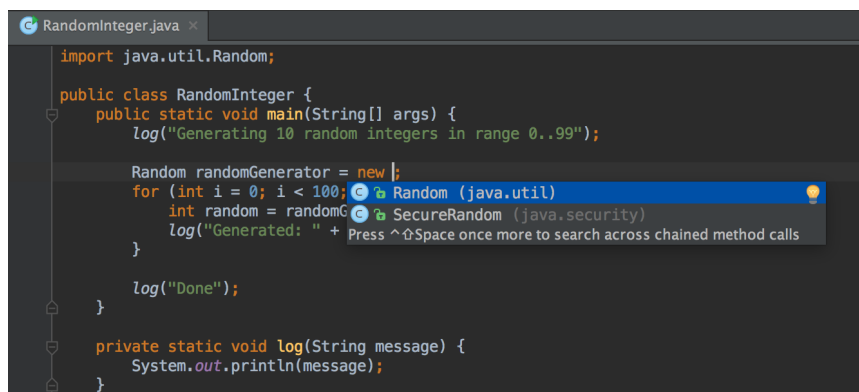 RandomInteger.java ×
import java.util.Random;
public class RandomInteger {
public static void main(String[] args) {
log("Generating 10 random integers in range 0..99");
Random randomGenerator = new ;
for (int i = 0; i < 100;
Random (java.util)
int random = randomG
SecureRandom (java.security)
log("Generated: " +
Press ^⇧Space once more to search across chained method calls
}
log("Done");
}
private static void log(String message) {
System.out.println(message);
}